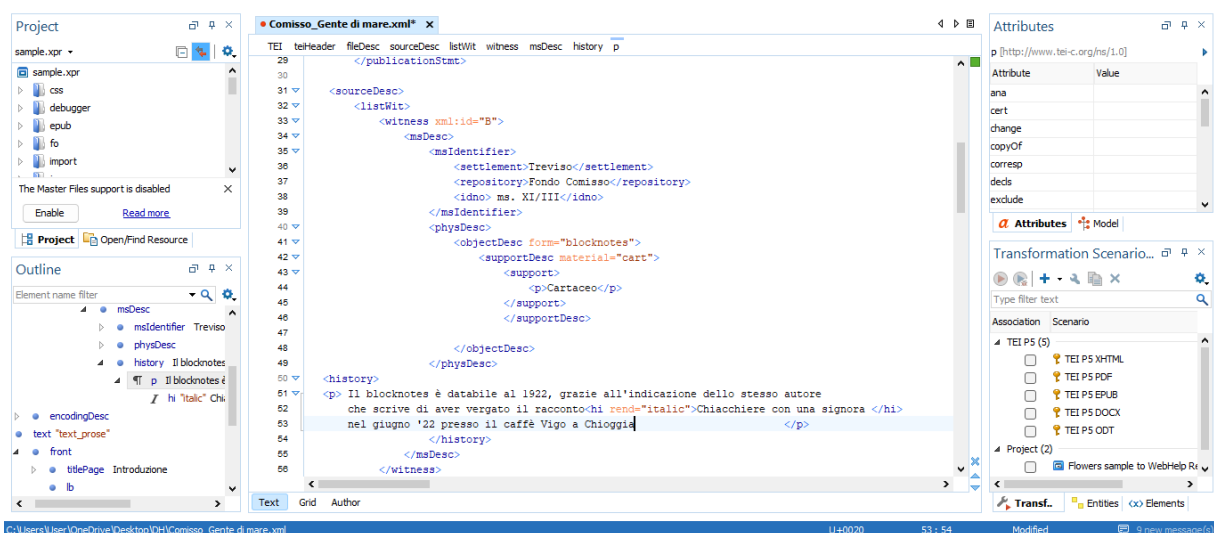 Project
sample.xpr
sample.xpr
css
debugger
epub
fo
import
The Master Files support is disabled
Enable Read more
Project Open/Find Resource
Outline
Element name filter
msDesc
msIdentifier Treviso
physDesc
history Il blocknotes
p Il blocknotes è
hi "italic" Chia
encodingDesc
text "text_prose"
front
titlePage Introduzione
lb
Comisso_Gente di mare.xml*
TEI teiHeader fileDesc sourceDesc listWit witness msDesc history p
29 </publicationStmt>
30
31 <sourceDesc>
32 <listWit>
33 <witness xml:id="B">
34 <msDesc>
35 <msIdentifier>
36 <settlement>Treviso</settlement>
37 <repository>Fondo Comisso</repository>
38 <idno> ms. XI/III</idno>
39 </msIdentifier>
40 <physDesc>
41 <objectDesc form="blocknotes">
42 <supportDesc material="cart">
43 <support>
44 <p>Cartaceo</p>
45 </support>
46 </supportDesc>
47
48 </objectDesc>
49 </physDesc>
50 <history>
51 <p> Il blocknotes è databile al 1922, grazie all'indicazione dello stesso autore
52 che scrive di aver vergato il racconto<hi rend="italic">Chiacchiere con una signora </hi>
53 nel giugno '22 presso il caffè Vigo a Chioggia </p>
54 </history>
55 </msDesc>
56 </witness>
Text Grid Author
Attributes
p [http://www.tei-c.org/ns/1.0]
Attribute Value
ana
cert
change
copyOf
corresp
decls
exclude
Attributes Model
Transformation Scenario...
Type filter text
Association Scenario
TEI P5 (5)
TEI P5 XHTML
TEI P5 PDF
TEI P5 EPUB
TEI P5 DOCX
TEI P5 ODT
Project (2)
Flowers sample to WebHelp Re
Transf... Entities Elements
C:\Users\User\OneDrive\Desktop\DH\Comisso_Gente di mare.xml U+0020 53 : 54 Modified 9 new message(s)